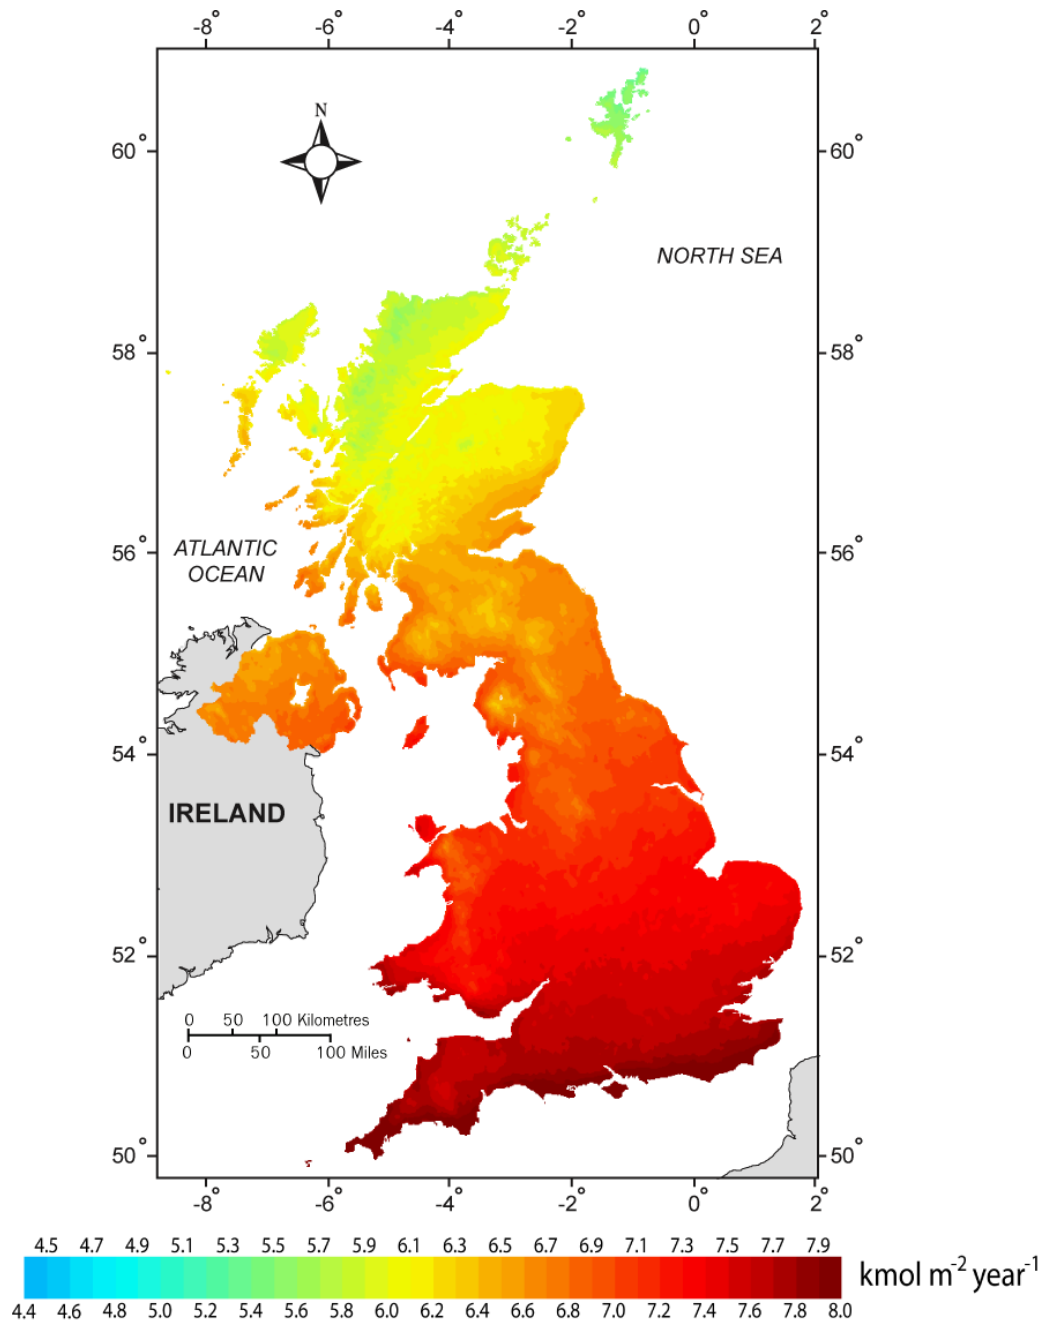 -8° -6° -4° -2° 0° 2°
N
60° 60°
NORTH SEA
58° 58°
ATLANTIC
OCEAN
56° 56°
54° 54°
IRELAND
52° 52°
0 50 100 Kilometres
0 50 100 Miles
50° 50°
-8° -6° -4° -2° 0° 2°
4.5 4.7 4.9 5.1 5.3 5.5 5.7 5.9 6.1 6.3 6.5 6.7 6.9 7.1 7.3 7.5 7.7 7.9
kmol m⁻² year⁻¹
4.4 4.6 4.8 5.0 5.2 5.4 5.6 5.8 6.0 6.2 6.4 6.6 6.8 7.0 7.2 7.4 7.6 7.8 8.0